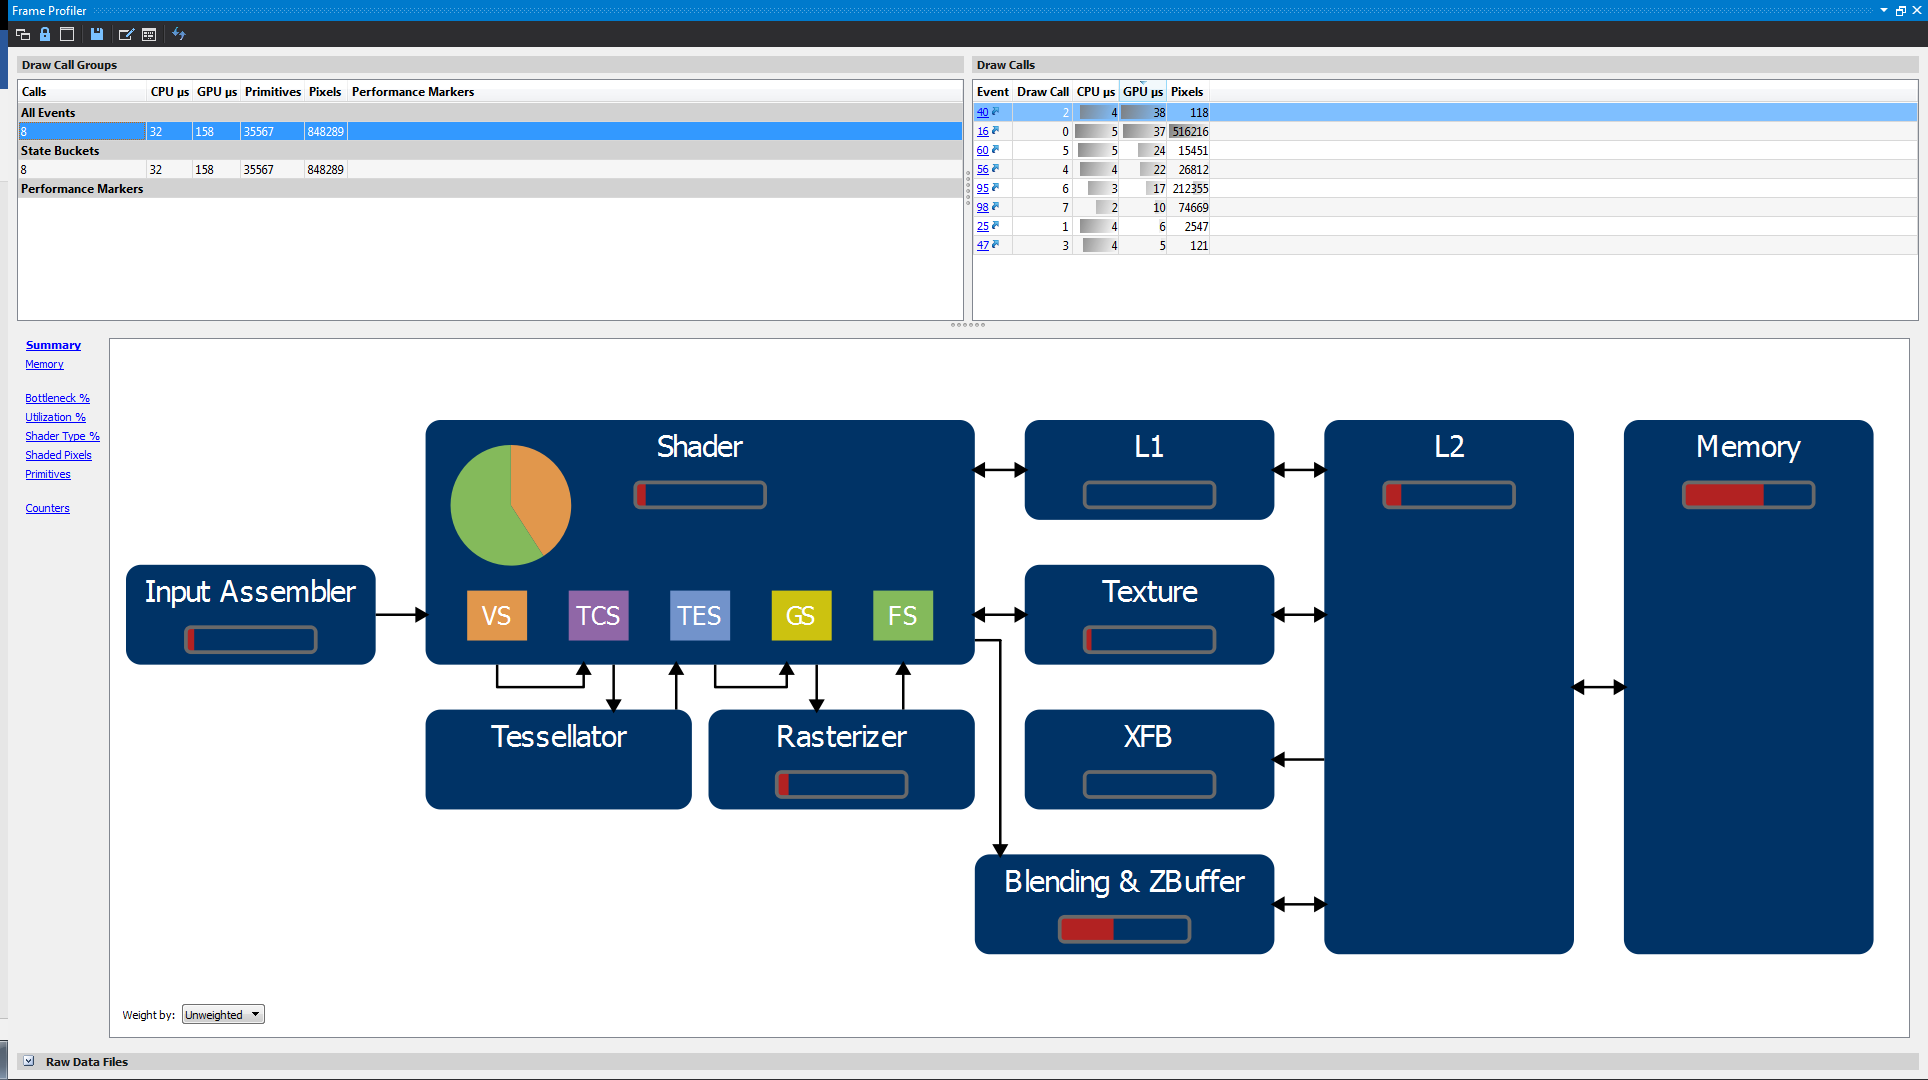 Frame Profiler
Draw Call Groups
Calls CPU µs GPU µs Primitives Pixels Performance Markers
All Events
8 32 158 35567 848289
State Buckets
8 32 158 35567 848289
Performance Markers
Draw Calls
Event Draw Call CPU µs GPU µs Pixels
40 2 4 38 118
16 0 5 37 516216
60 5 5 24 15451
56 4 4 22 26812
95 6 3 17 212355
98 7 2 10 74669
25 1 4 6 2547
47 3 4 5 121
Summary
Memory
Bottleneck %
Utilization %
Shader Type %
Shaded Pixels
Primitives
Counters
Shader
L1
L2
Memory
Input Assembler
VS TCS TES GS FS
Texture
Tessellator
Rasterizer
XFB
Blending & ZBuffer
Weight by: Unweighted
Raw Data Files